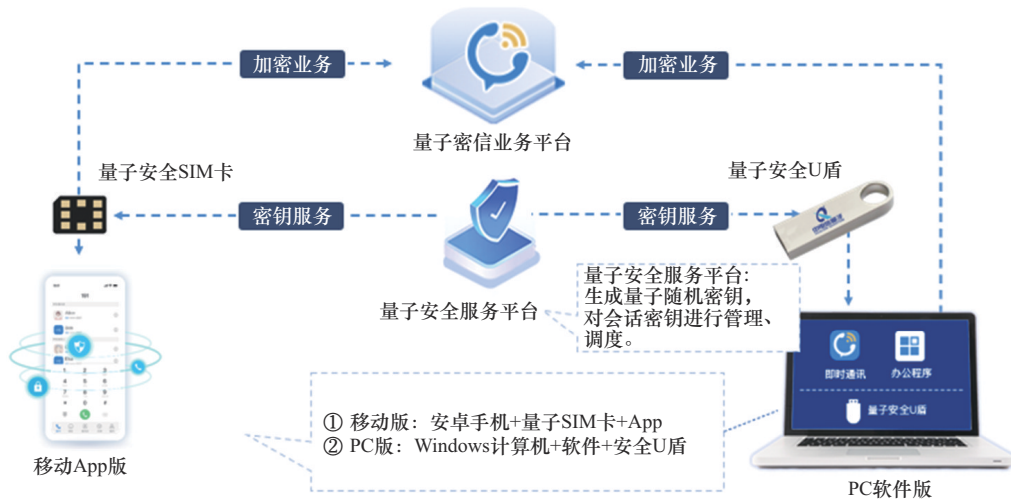 加密业务
加密业务
量子密信业务平台
量子安全SIM卡
量子安全U盾
密钥服务
密钥服务
量子安全服务平台
量子安全服务平台:
生成量子随机密钥，
对会话密钥进行管理、
调度。
即时通讯
办公程序
量子安全U盾
① 移动版：安卓手机+量子SIM卡+App
② PC版：Windows计算机+软件+安全U盾
移动App版
PC软件版